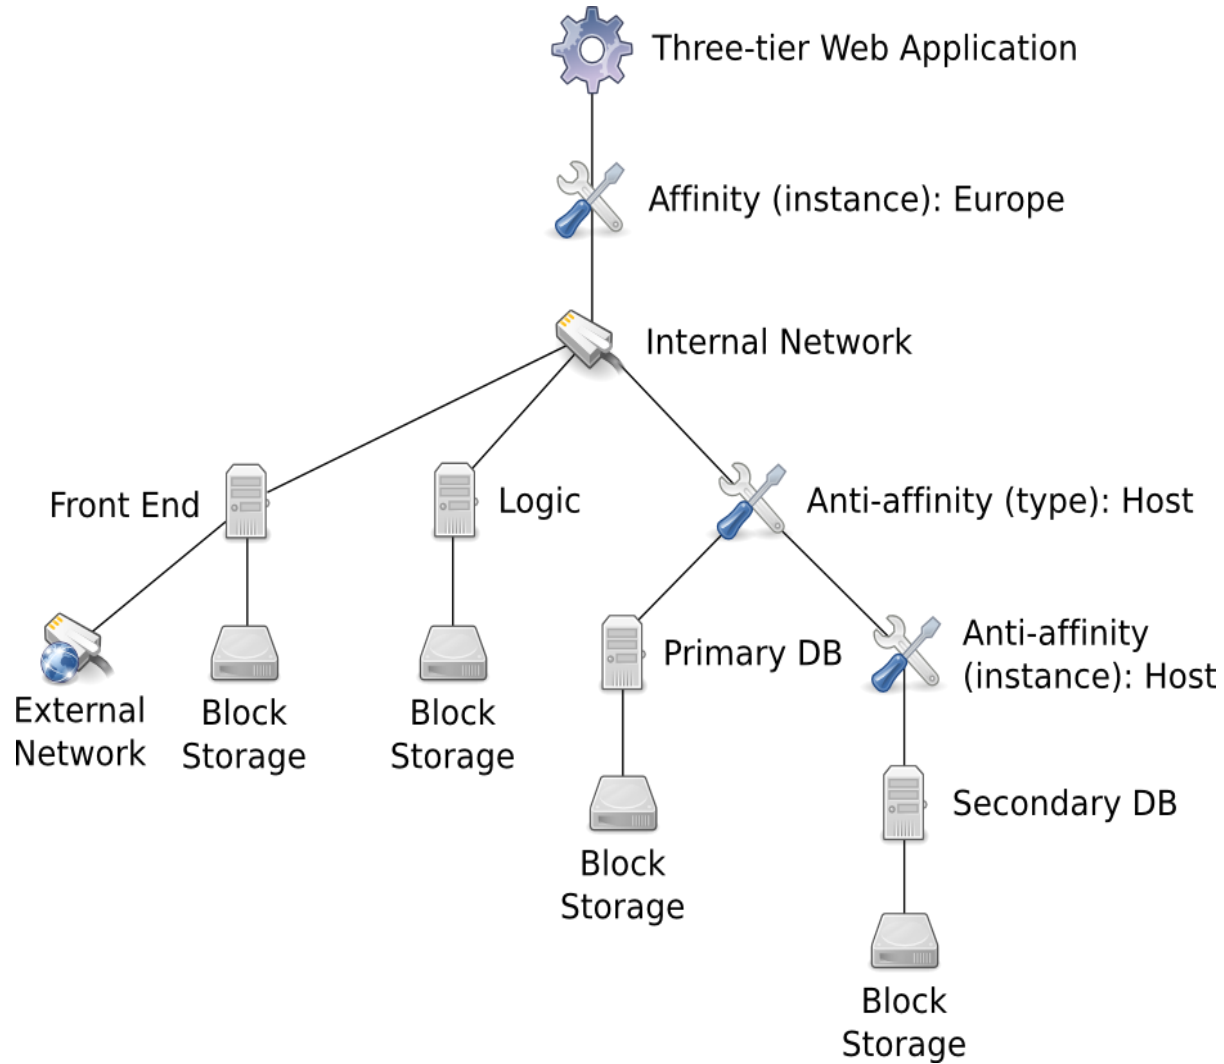 Three-tier Web Application
Affinity (instance): Europe
Internal Network
Front End
Logic
Anti-affinity (type): Host
External
Network
Block
Storage
Block
Storage
Primary DB
Anti-affinity
(instance): Host
Block
Storage
Secondary DB
Block
Storage